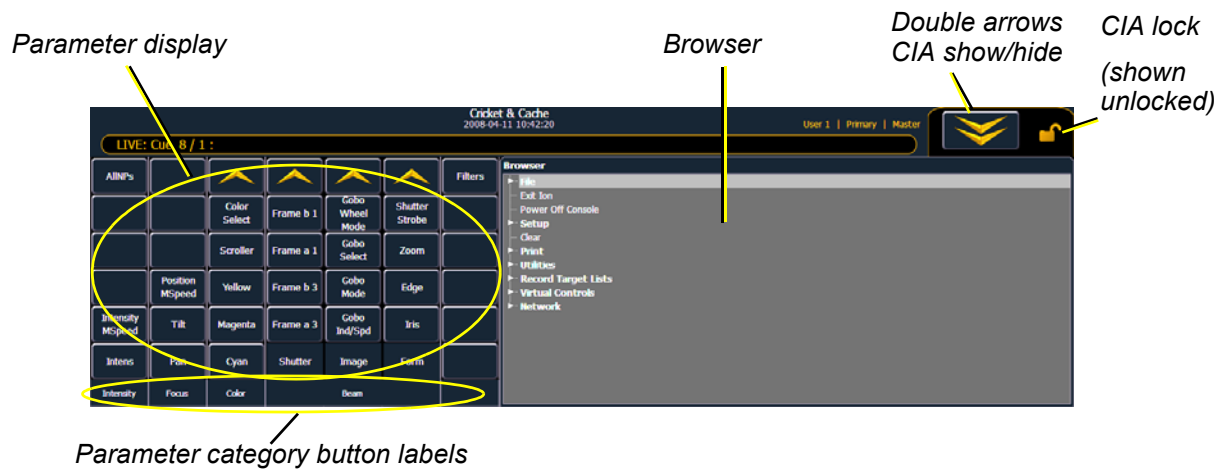 Parameter display
Browser
Double arrows
CIA show/hide
CIA lock
(shown
unlocked)
Cricket & Cache
2008-04-11 10:42:20
User 1 | Primary | Master
LIVE: Cue 8 / 1 :
AllNPs
Filters
Color
Select
Frame b 1
Gobo
Wheel
Mode
Shutter
Strobe
Scroller
Frame a 1
Gobo
Select
Zoom
Position
MSpeed
Yellow
Frame b 3
Gobo
Mode
Edge
Intensity
MSpeed
Tilt
Magenta
Frame a 3
Gobo
Ind/Spd
Iris
Intens
Pan
Cyan
Shutter
Image
Form
Intensity
Focus
Color
Beam
Browser
File
Exit Ion
Power Off Console
Setup
Clear
Print
Utilities
Record Target Lists
Virtual Controls
Network
Parameter category button labels